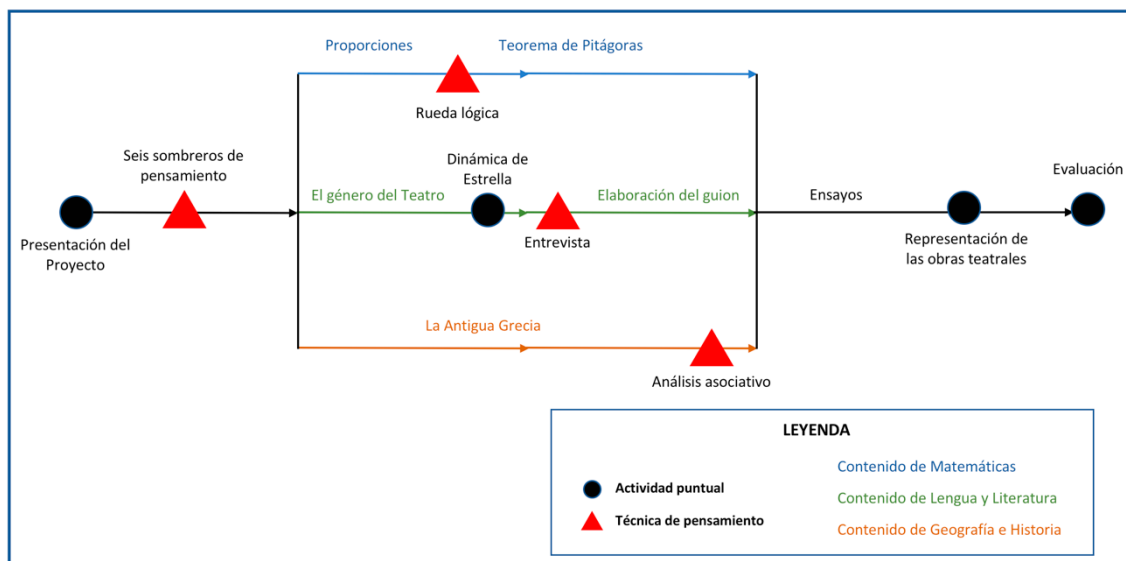 Proporciones
Teorema de Pitágoras
Rueda lógica
Seis sombreros de
pensamiento
Dinámica de
Estrella
Evaluación
El género del Teatro
Elaboración del guion
Ensayos
Presentación del
Proyecto
Entrevista
Representación de
las obras teatrales
La Antigua Grecia
Análisis asociativo
LEYENDA
Actividad puntual
Técnica de pensamiento
Contenido de Matemáticas
Contenido de Lengua y Literatura
Contenido de Geografía e Historia